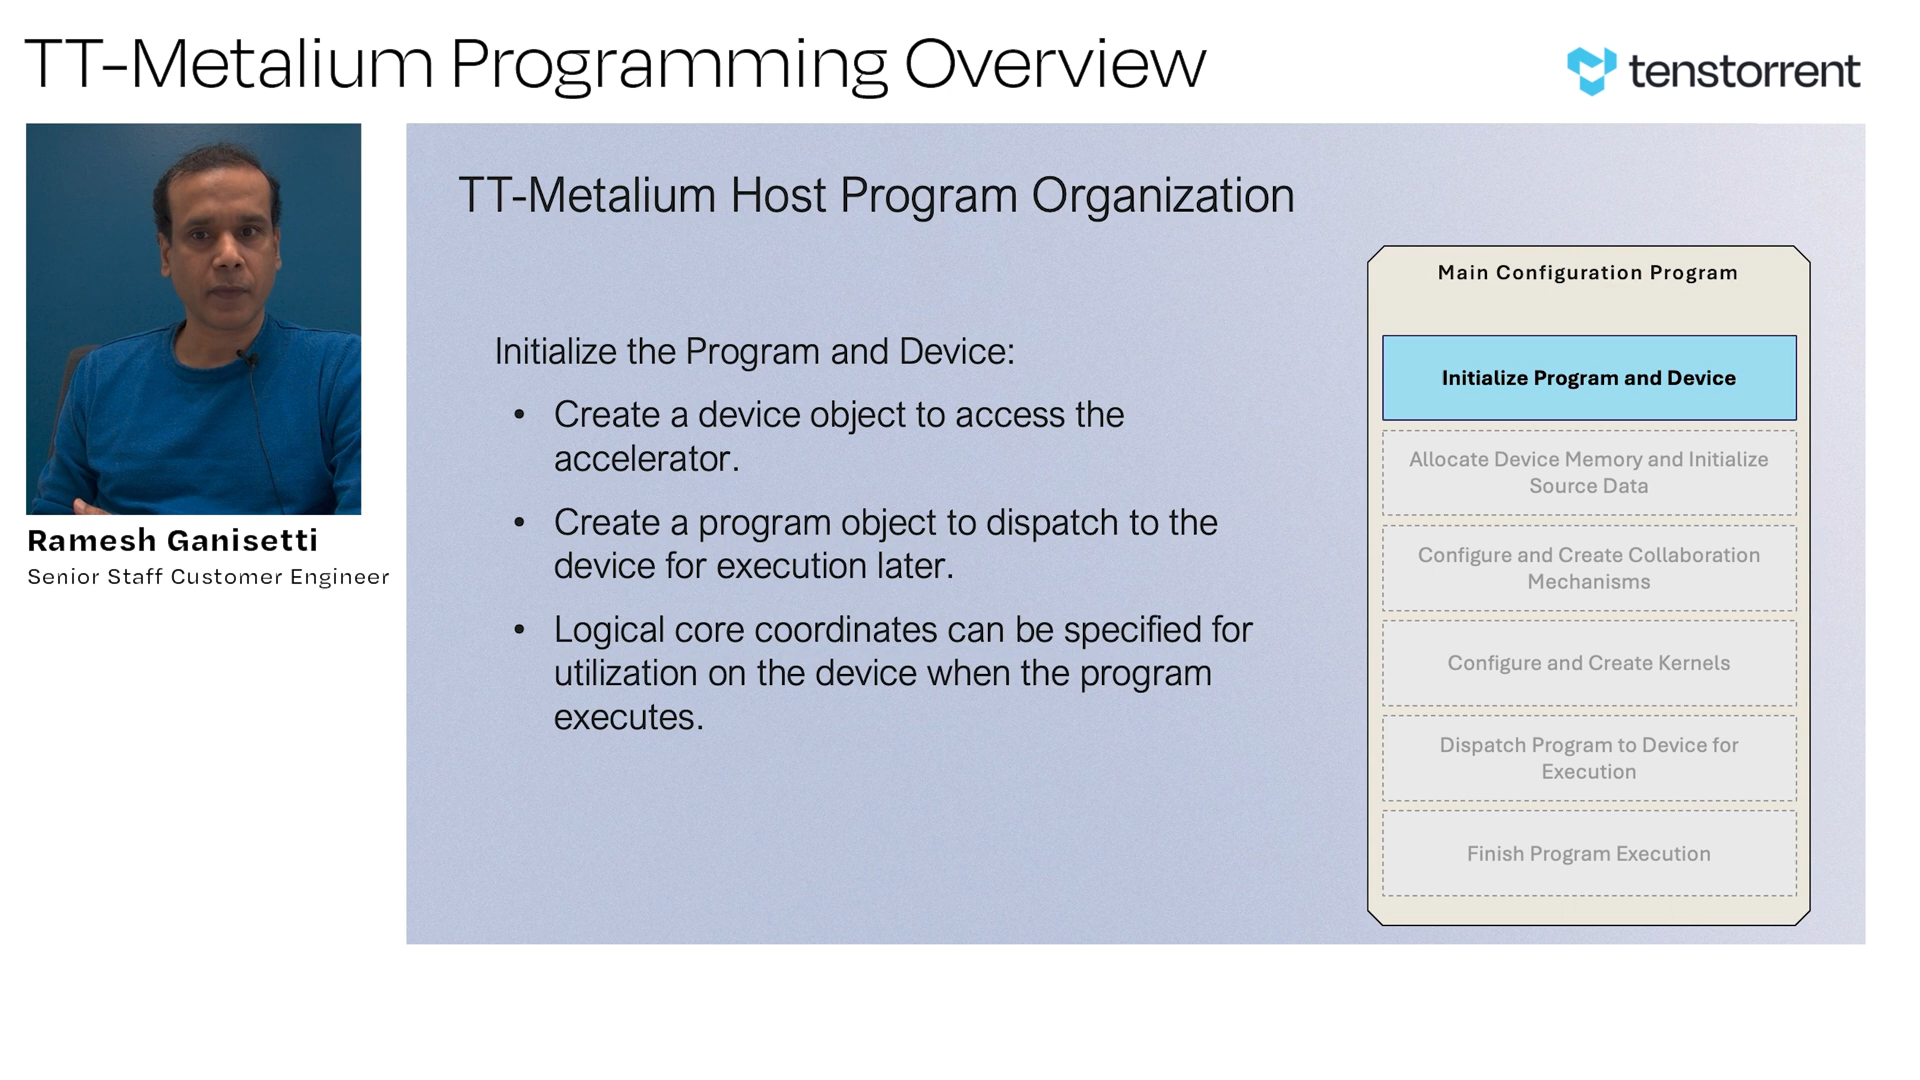 TT-Metalium Programming Overview
tenstorrent
Ramesh Ganisetti
Senior Staff Customer Engineer
TT-Metalium Host Program Organization
Initialize the Program and Device:
• Create a device object to access the
accelerator.
• Create a program object to dispatch to the
device for execution later.
• Logical core coordinates can be specified for
utilization on the device when the program
executes.
Main Configuration Program
Initialize Program and Device
Allocate Device Memory and Initialize
Source Data
Configure and Create Collaboration
Mechanisms
Configure and Create Kernels
Dispatch Program to Device for
Execution
Finish Program Execution